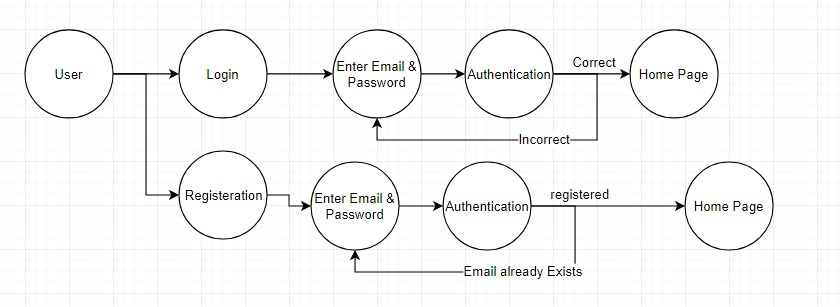 User
Login
Enter Email &
Password
Authentication
Correct
Home Page
Incorrect
Registeration
Enter Email &
Password
Authentication
registered
Home Page
Email already Exists